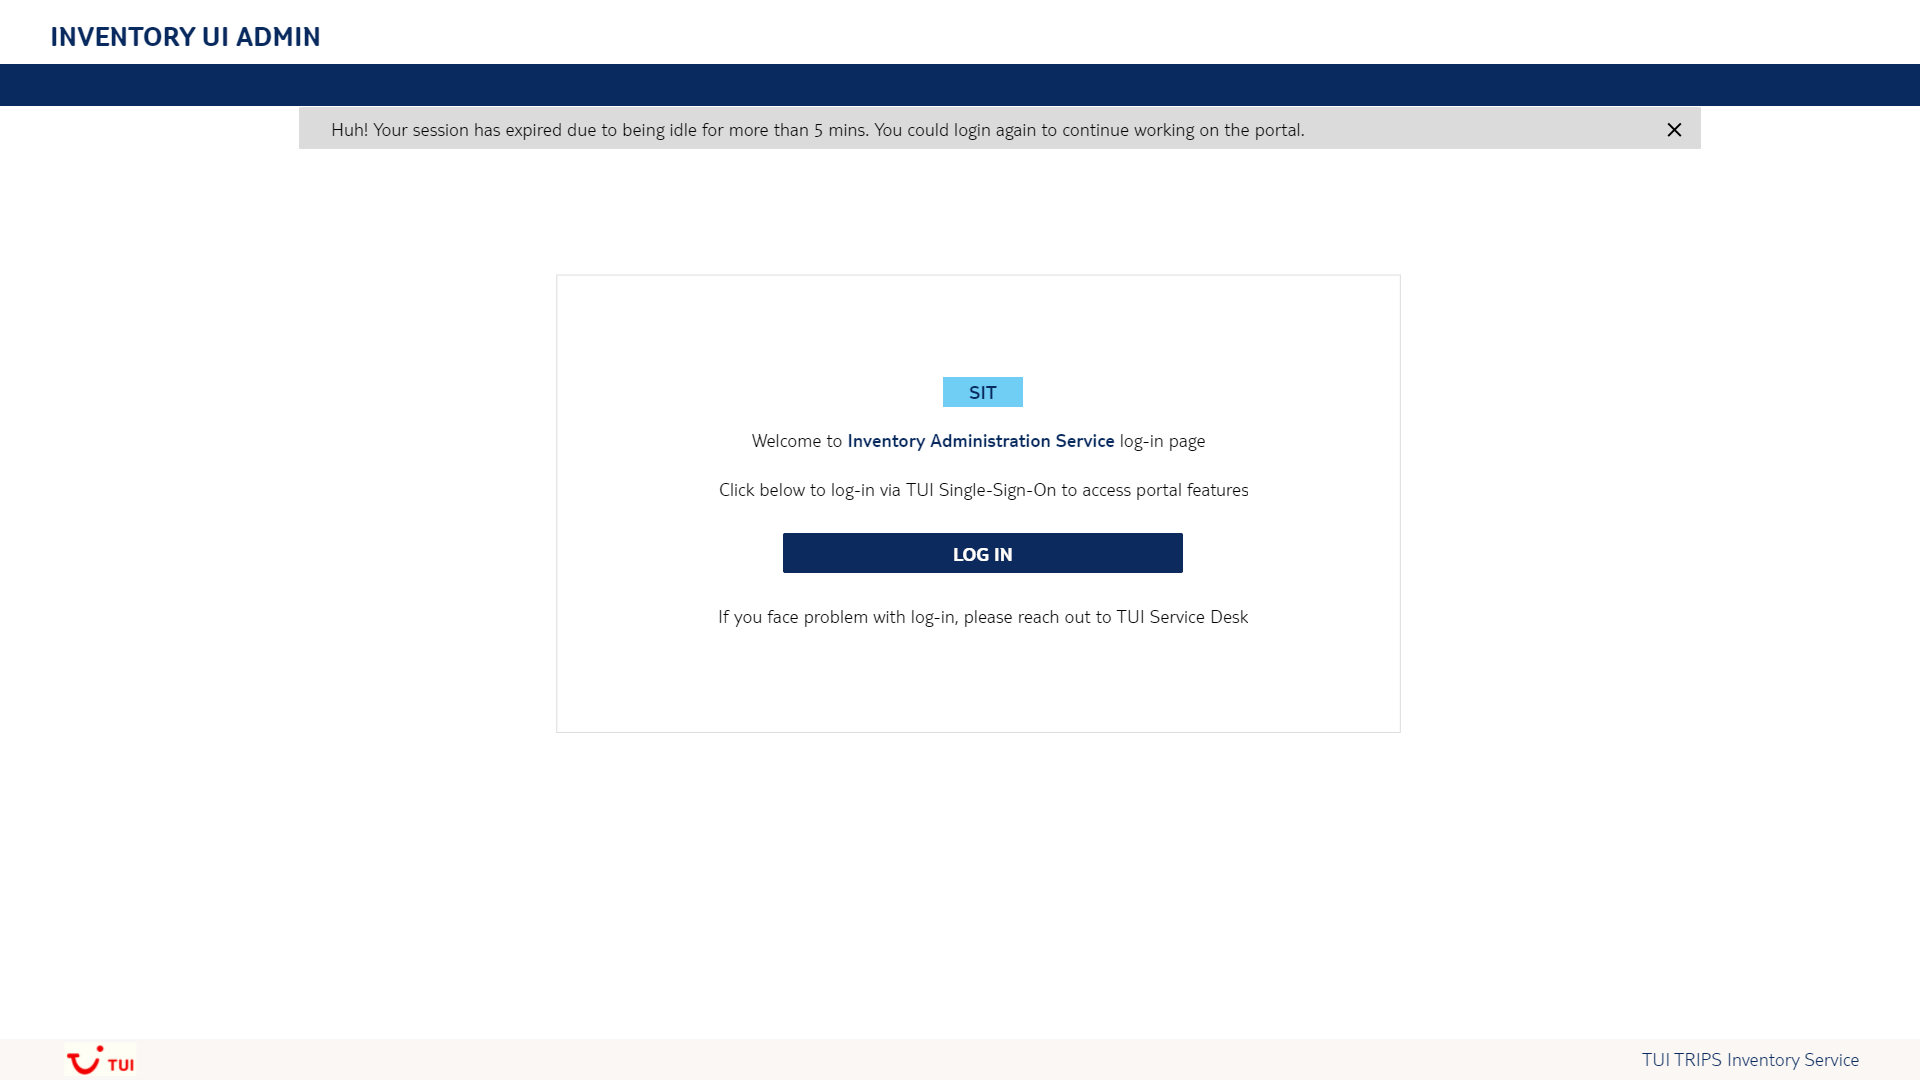 INVENTORY UI ADMIN
Huh! Your session has expired due to being idle for more than 5 mins. You could login again to continue working on the portal.
SIT
Welcome to Inventory Administration Service log-in page
Click below to log-in via TUI Single-Sign-On to access portal features
LOG IN
If you face problem with log-in, please reach out to TUI Service Desk
TUI
TUI TRIPS Inventory Service